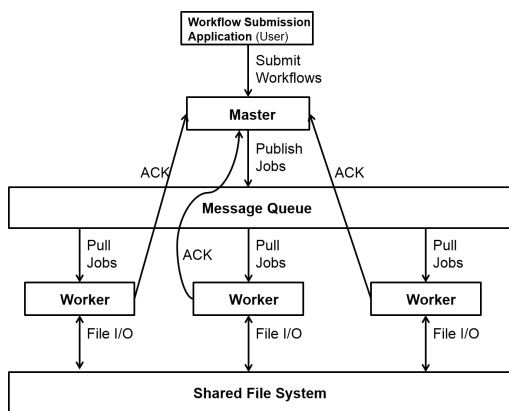 Workflow Submission
Application (User)
Submit
Workflows
Master
Publish
Jobs
ACK
ACK
Message Queue
Pull
Jobs
ACK
Pull
Jobs
Pull
Jobs
Worker
Worker
Worker
File I/O
File I/O
File I/O
Shared File System